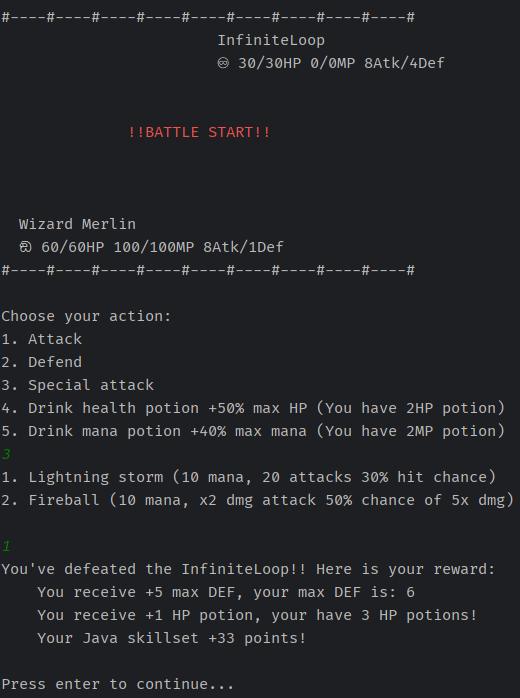 #----#----#----#----#----#----#----#----#----#
InfiniteLoop
♾ 30/30HP 0/0MP 8Atk/4Def
!!BATTLE START!!
Wizard Merlin
ඞ 60/60HP 100/100MP 8Atk/1Def
#----#----#----#----#----#----#----#----#----#
Choose your action:
1. Attack
2. Defend
3. Special attack
4. Drink health potion +50% max HP (You have 2HP potion)
5. Drink mana potion +40% max mana (You have 2MP potion)
3
1. Lightning storm (10 mana, 20 attacks 30% hit chance)
2. Fireball (10 mana, x2 dmg attack 50% chance of 5x dmg)
1
You've defeated the InfiniteLoop!! Here is your reward:
You receive +5 max DEF, your max DEF is: 6
You receive +1 HP potion, your have 3 HP potions!
Your Java skillset +33 points!
Press enter to continue...